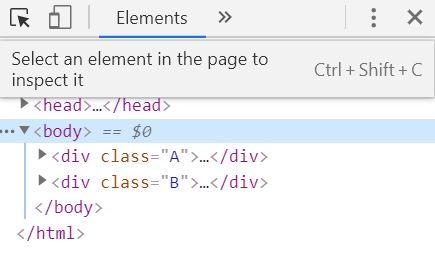 Elements »
Select an element in the page to Ctrl + Shift + C
inspect it
▶<head>…</head>
…▼<body> == $0
▶<div class="A">…</div>
▶<div class="B">…</div>
</body>
</html>